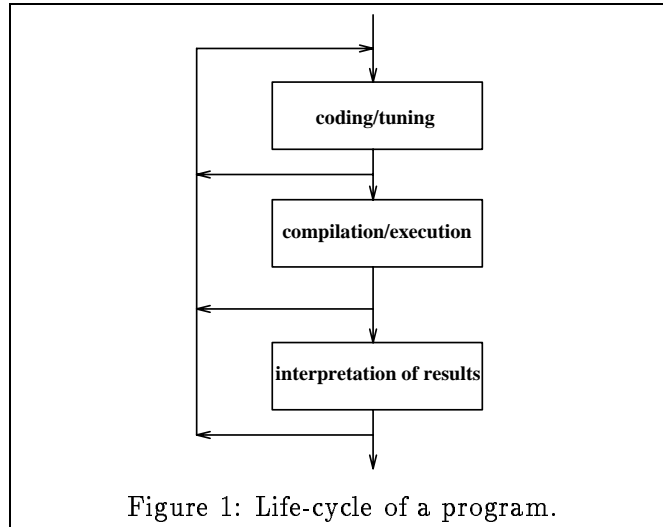 coding/tuning
compilation/execution
interpretation of results
Figure 1: Life-cycle of a program.